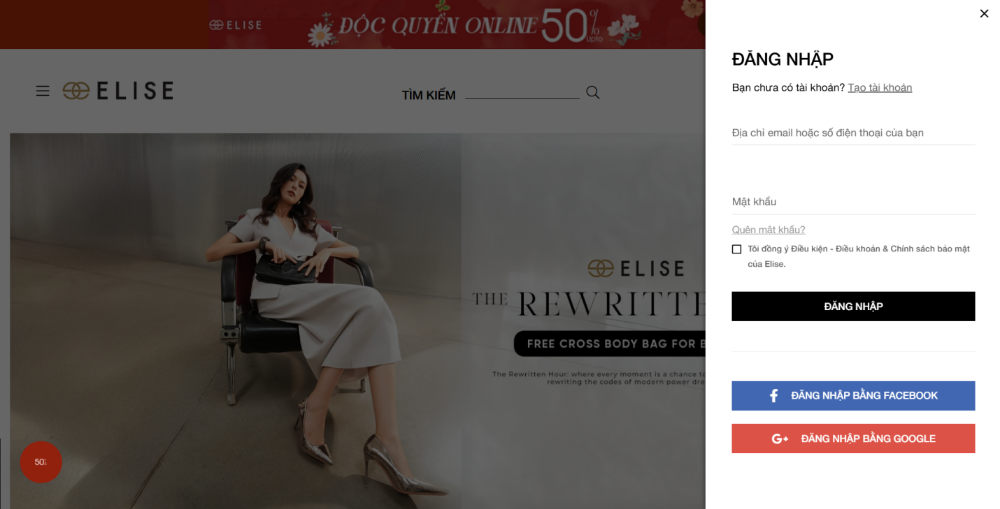 ELISE
ĐỘC QUYỀN ONLINE 50%
Upto
ELISE
TÌM KIẾM
ELISE
THE REWRITTE
FREE CROSS BODY BAG FOR B
The Rewritten Hour: where every moment is a chance to
rewriting the codes of modern power dre
50%
ĐĂNG NHẬP
Bạn chưa có tài khoản? Tạo tài khoản
Địa chỉ email hoặc số điện thoại của bạn
Mật khẩu
Quên mật khẩu?
Tôi đồng ý Điều kiện - Điều khoản & Chính sách bảo mật
của Elise.
ĐĂNG NHẬP
ĐĂNG NHẬP BẰNG FACEBOOK
G+ ĐĂNG NHẬP BẰNG GOOGLE